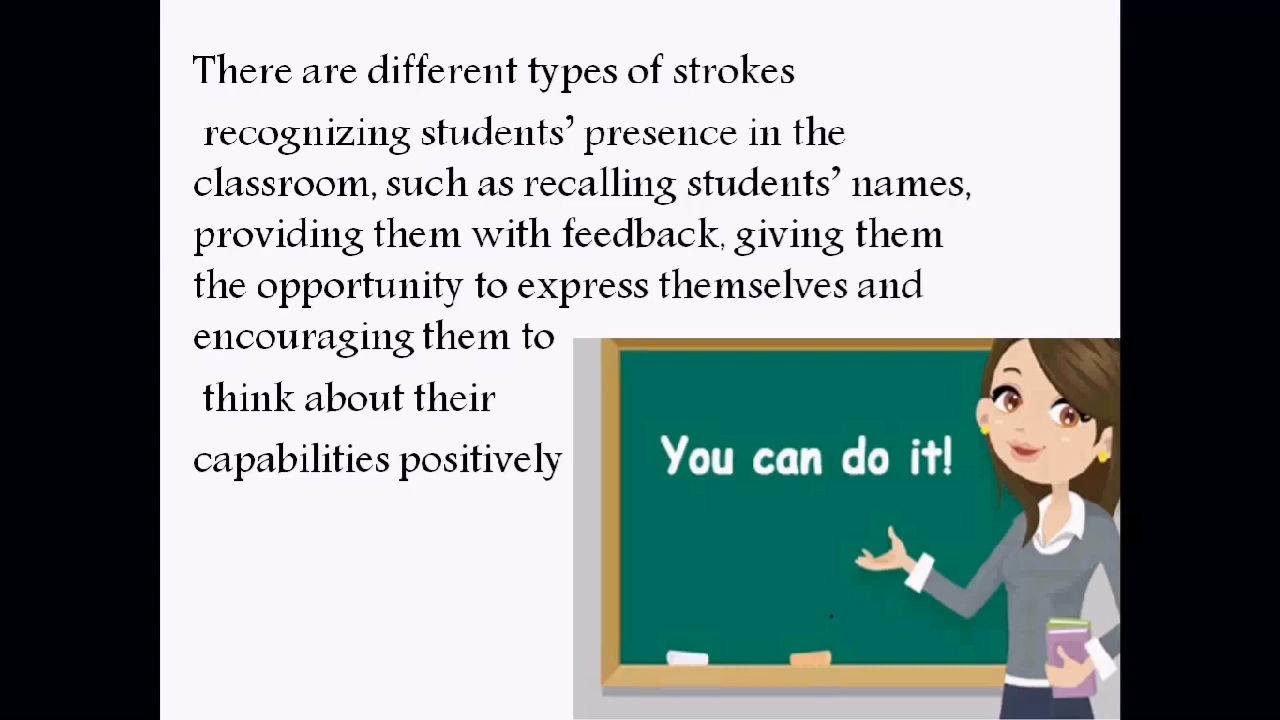 There are different types of strokes
recognizing students’ presence in the
classroom, such as recalling students’ names,
providing them with feedback, giving them
the opportunity to express themselves and
encouraging them to
think about their
capabilities positively
You can do it!